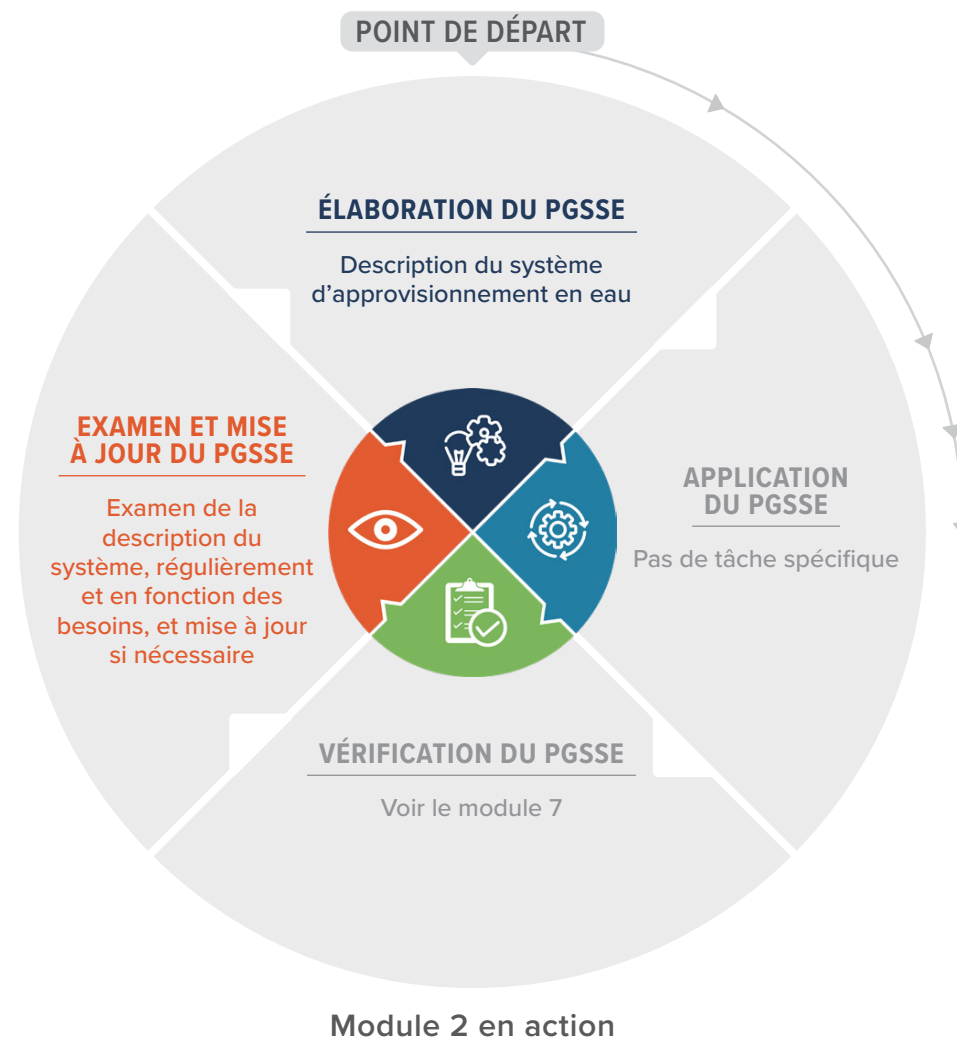 POINT DE DÉPART
ÉLABORATION DU PGSSE
Description du système
d’approvisionnement en eau
EXAMEN ET MISE
À JOUR DU PGSSE
Examen de la
description du
système, régulièrement
et en fonction des
besoins, et mise à jour
si nécessaire
APPLICATION
DU PGSSE
Pas de tâche spécifique
VÉRIFICATION DU PGSSE
Voir le module 7
Module 2 en action